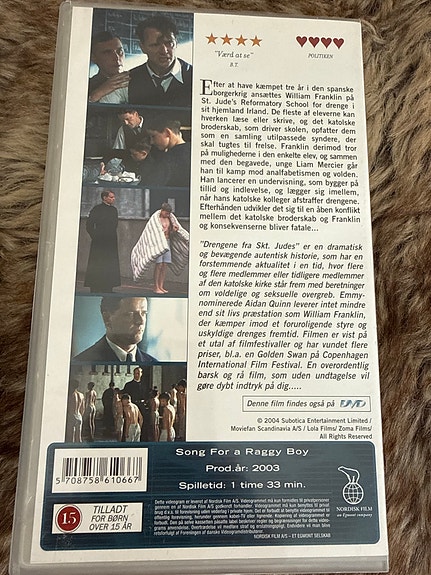 "Værd at se"
B.T.
POLITIKEN
Efter at have kæmpet tre år i den spanske
borgerkrig ansættes William Franklin på
St. Jude's Reformatory School for drenge i
sit hjemland Irland. De fleste af eleverne kan
hverken læse eller skrive, og det katolske
broderskab, som driver skolen, opfatter dem
som en samling utilpassede syndere, der
skal tugtes til frelse. Franklin derimod tror
på mulighederne i den enkelte elev, og sammen
med den begavede, unge Liam Mercier går
han til kamp mod analfabetismen og volden.
Han lancerer en undervisning, som bygger på
tillid og indlevelse, og lægger sig imellem,
når hans katolske kolleger afstraffer drengene.
Efterhånden udvikler det sig til en åben konflikt
mellem det katolske broderskab og Franklin
og konsekvenserne bliver fatale...
"Drengene fra Skt. Judes" er en dramatisk
og bevægende autentisk historie, som har en
forstemmende aktualitet i en tid, hvor flere
og flere medlemmer eller tidligere medlemmer
af den katolske kirke står frem med beretninger
om voldelige og seksuelle overgreb. Emmy-
nominerede Aidan Quinn leverer intet mindre
end sit livs præstation som William Franklin,
der kæmper imod et foruroligende styre og
uskyldige drenges fremtid. Filmen er vist på
et utal af filmfestivaller og har vundet flere
priser, bl.a. en Golden Swan på Copenhagen
International Film Festival. En overordentlig
barsk og rå film, som uden undtagelse vil
gøre dybt indtryk på dig.....
Denne film findes også på DVD
© 2004 Subotica Entertainment Limited /
Moviefan Scandinavia A/S / Lola Films/ Zoma Films/
All Rights Reserved
Song For a Raggy Boy
Prod.år: 2003
Spilletid: 1 time 33 min.
5 708758 610667
15
TILLADT
FOR BØRN
OVER 15 ÅR
NORDISK FILM
an Egmont company
NORDISK FILM A/S - ET EGMONT SELSKAB